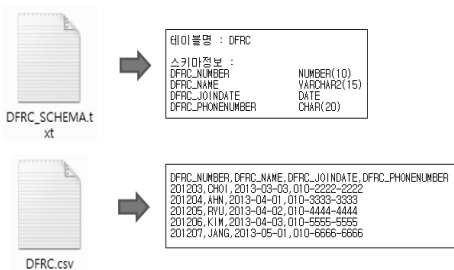 DFRC_SCHEMA.t
xt
테이블명 : DFRC
스키마정보 :
DFRC_NUMBER NUMBER(10)
DFRC_NAME VARCHAR2(15)
DFRC_JOINDATE DATE
DFRC_PHONENUMBER CHAR(20)
DFRC.csv
DFRC_NUMBER,DFRC_NAME,DFRC_JOINDATE,DFRC_PHONENUMBER
201203,CHOI,2013-03-03,010-2222-2222
201204,AHN,2013-04-01,010-3333-3333
201205,RYU,2013-04-02,010-4444-4444
201206,KIM,2013-04-03,010-5555-5555
201207,JANG,2013-05-01,010-6666-6666